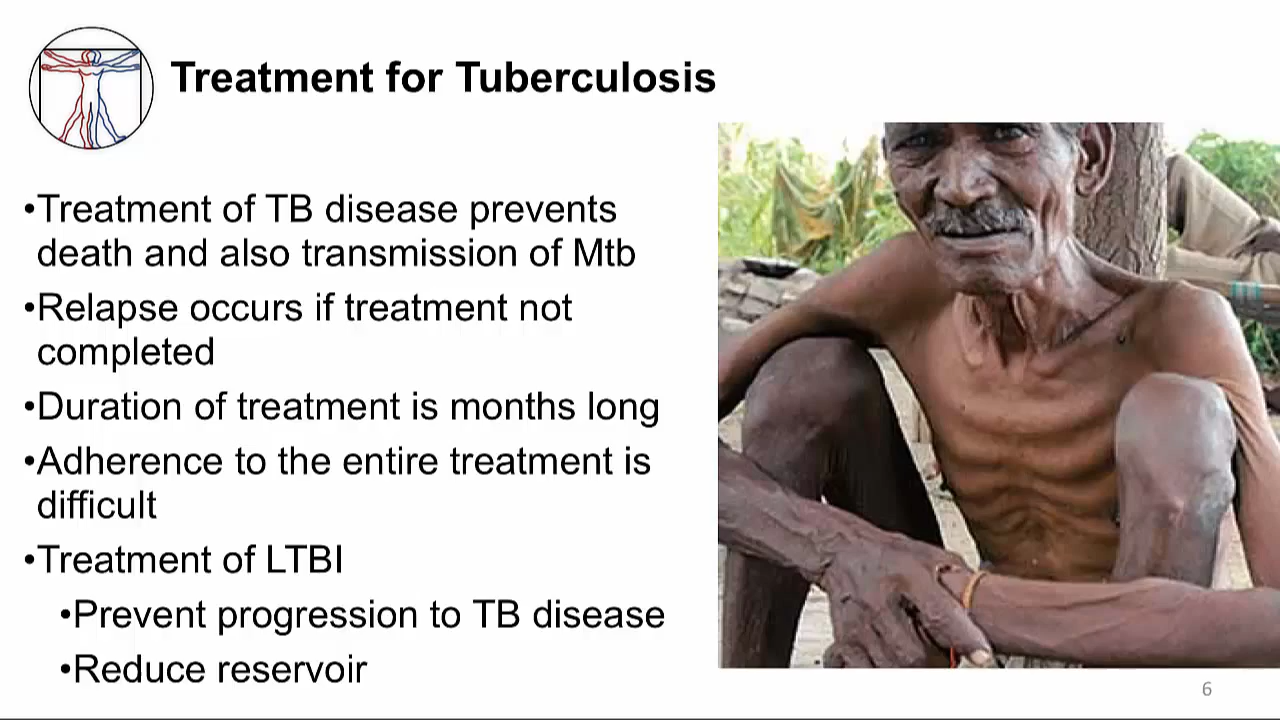 Treatment for Tuberculosis
•Treatment of TB disease prevents
death and also transmission of Mtb
•Relapse occurs if treatment not
completed
•Duration of treatment is months long
•Adherence to the entire treatment is
difficult
•Treatment of LTBI
•Prevent progression to TB disease
•Reduce reservoir
6